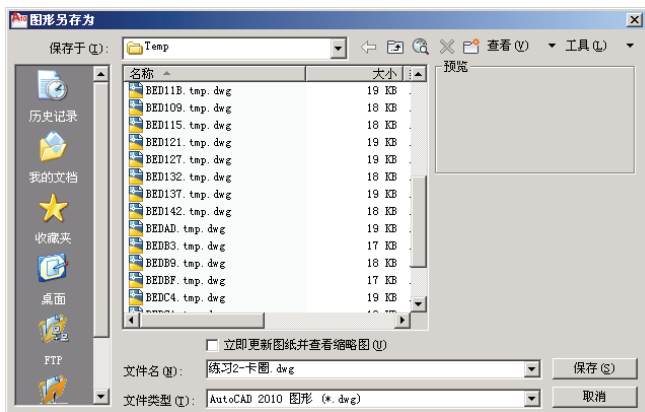 图形另存为
保存于(I): Temp 查看(V) 工具(L)
名称 大小
预览
BED11B.tmp.dwg 19 KB
BED109.tmp.dwg 18 KB
BED115.tmp.dwg 18 KB
BED121.tmp.dwg 19 KB
BED127.tmp.dwg 19 KB
BED132.tmp.dwg 18 KB
BED137.tmp.dwg 19 KB
BED142.tmp.dwg 18 KB
BEDAD.tmp.dwg 19 KB
BEDB3.tmp.dwg 17 KB
BEDB9.tmp.dwg 18 KB
BEDBF.tmp.dwg 17 KB
BEDC4.tmp.dwg 19 KB
历史记录
我的文档
收藏夹
桌面
FTP
立即更新图纸并查看缩略图(U)
文件名(N): 练习2-卡圈.dwg 保存(S)
文件类型(T): AutoCAD 2010 图形 (*.dwg) 取消